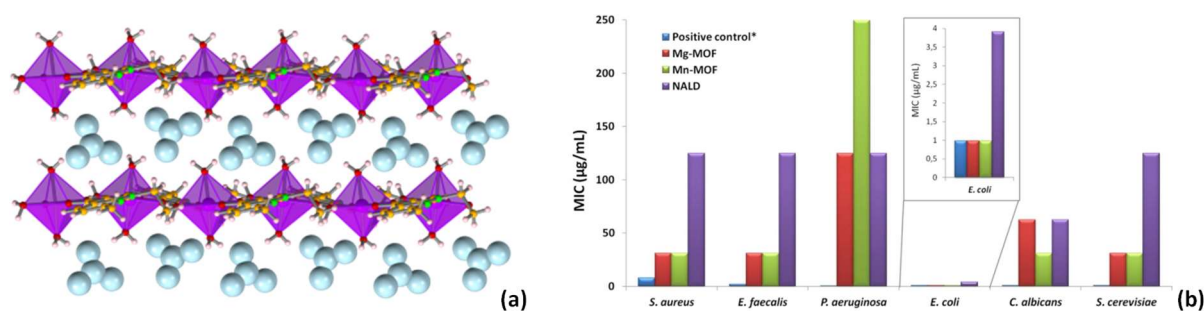 (a)
MIC (µg/mL)
250
200
150
100
50
0
Positive control*
Mg-MOF
Mn-MOF
NALD
MIC (µg/mL)
4
3,5
3
2,5
2
1,5
1
0,5
0
E. coli
S. aureus E. faecalis P. aeruginosa E. coli C. albicans S. cerevisiae
(b)